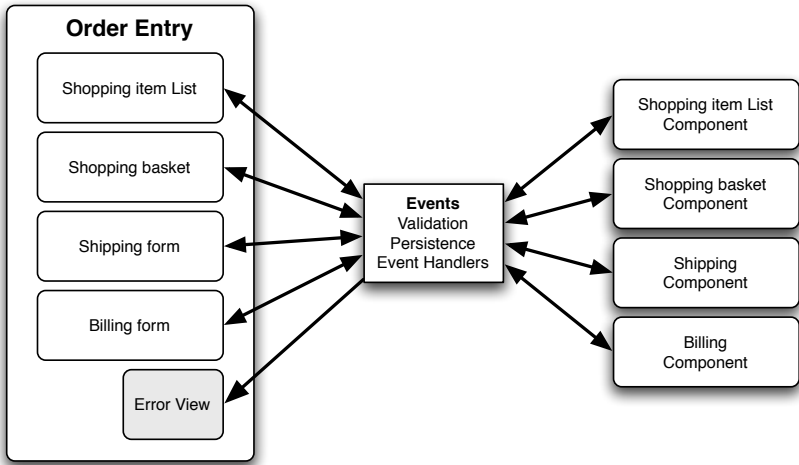 Order Entry
Shopping item List
Shopping basket
Shipping form
Billing form
Error View
Events
Validation
Persistence
Event Handlers
Shopping item List
Component
Shopping basket
Component
Shipping
Component
Billing
Component